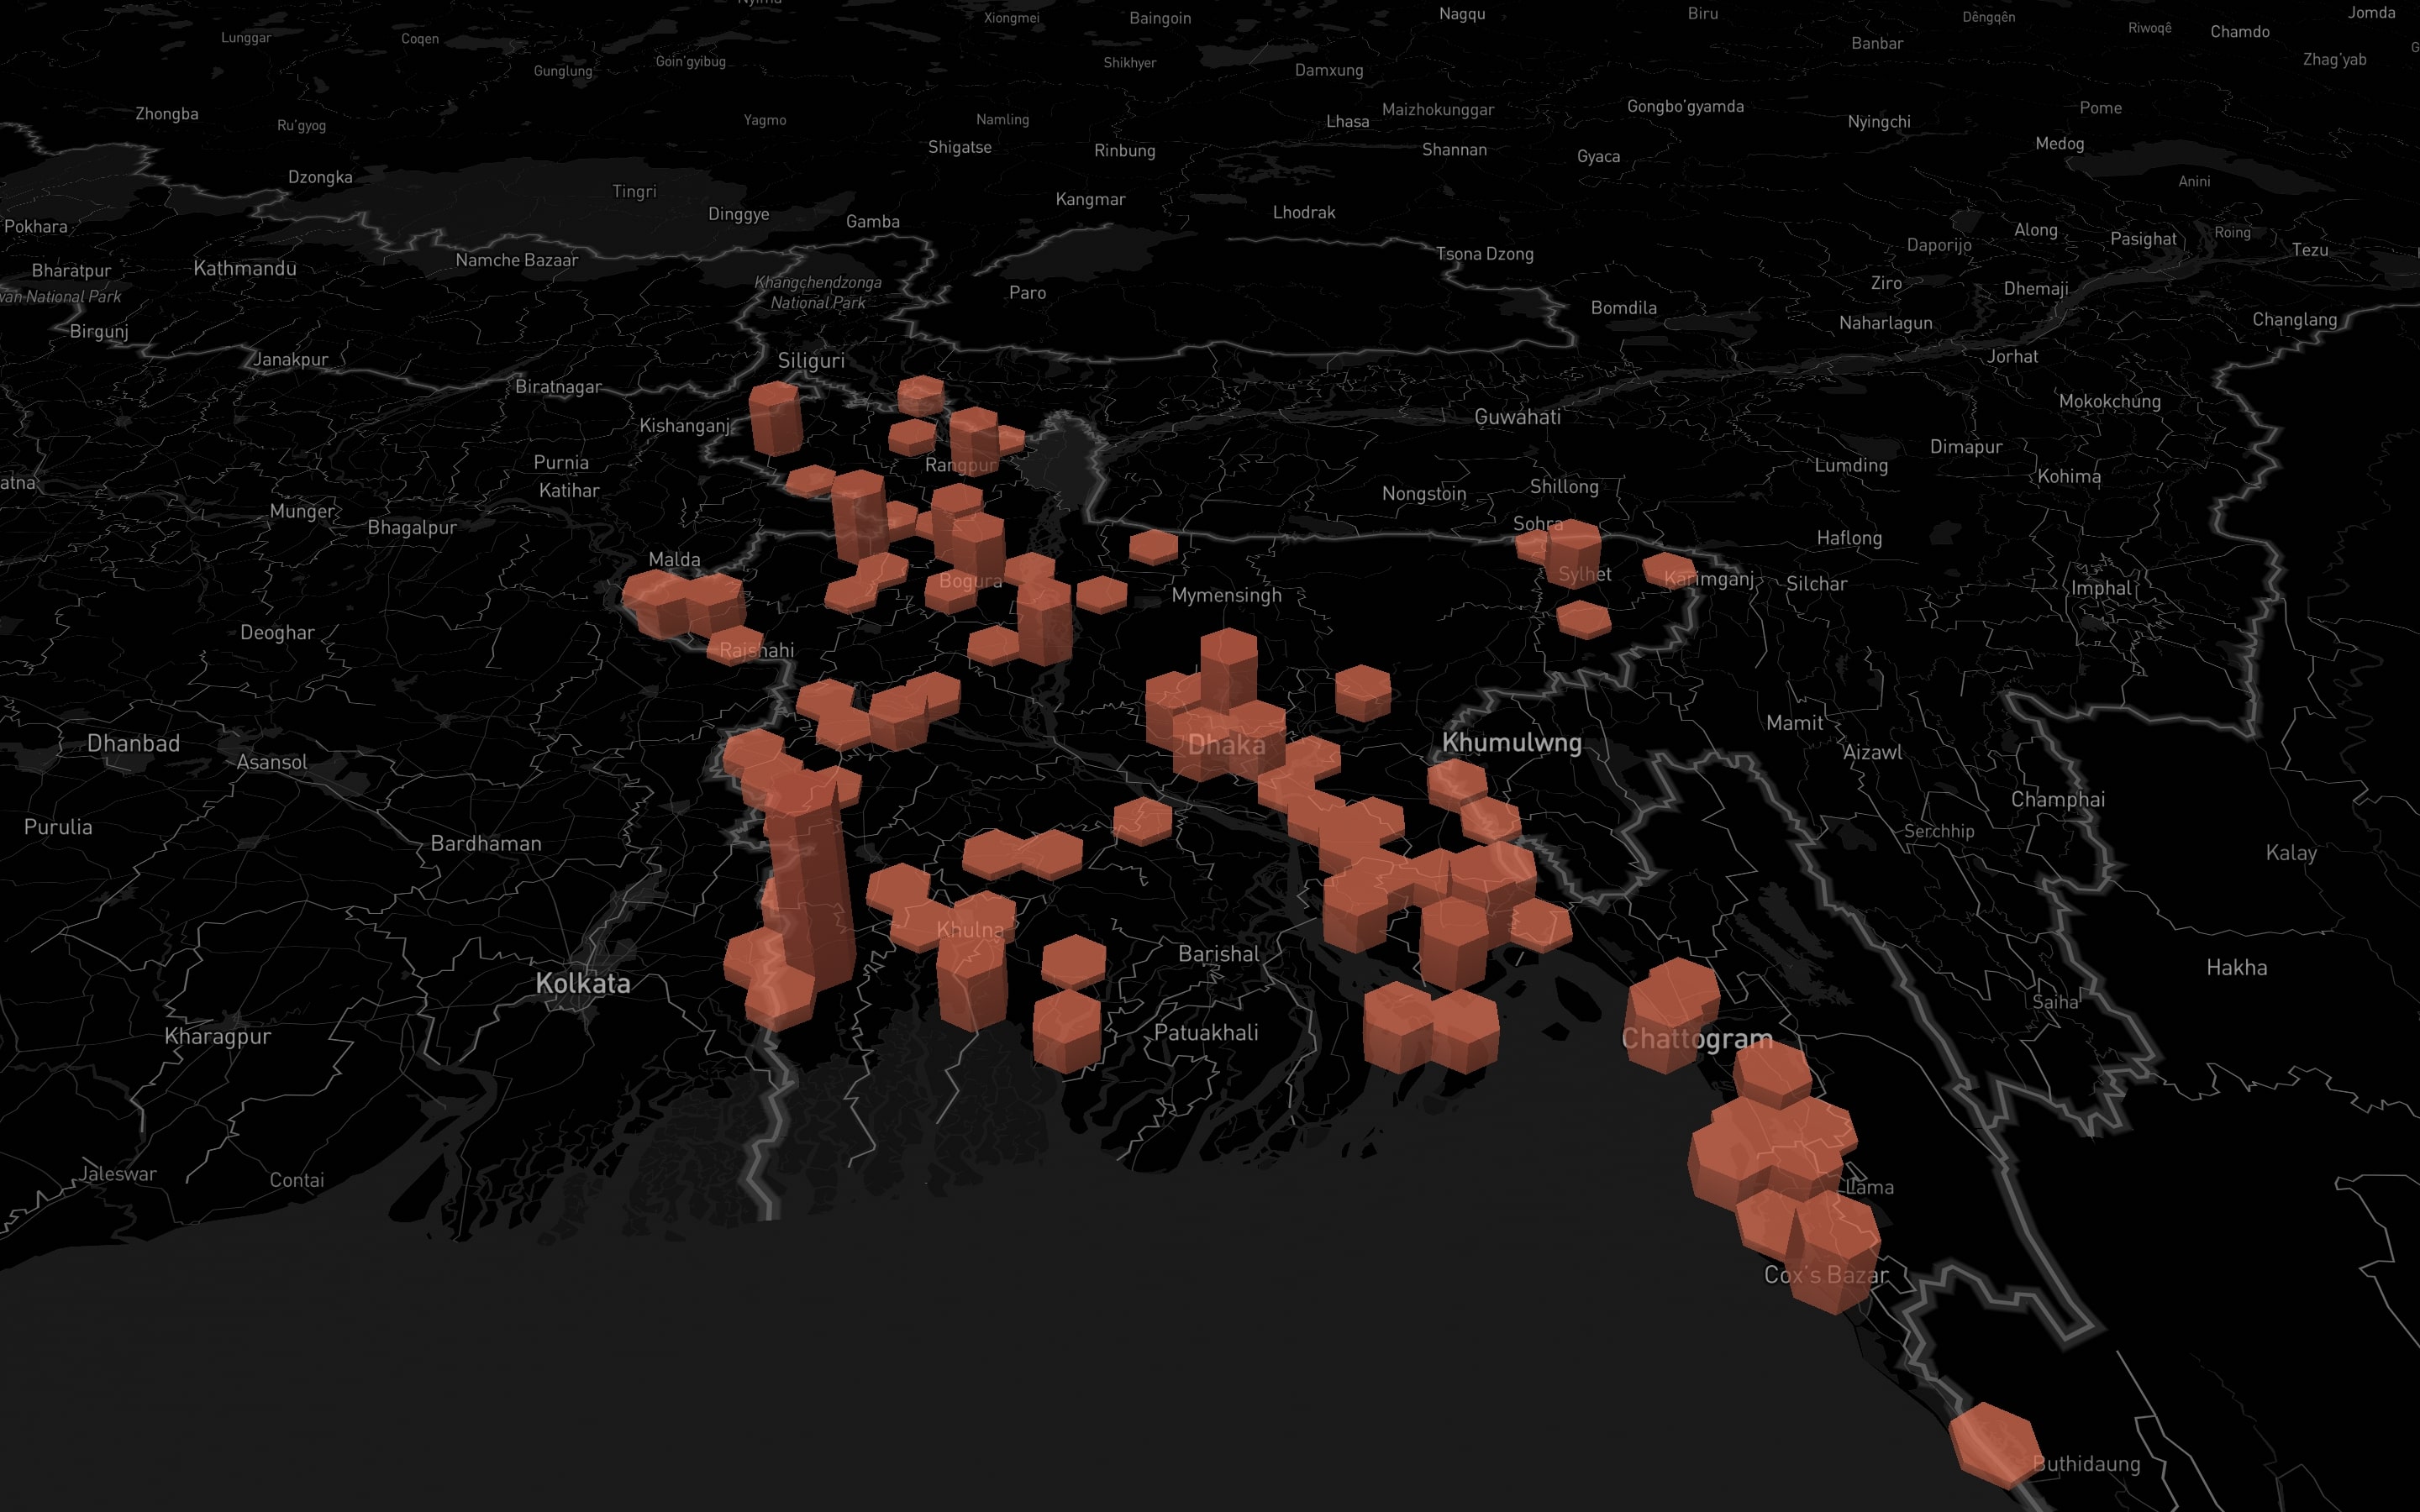 Nyima
Xiongmei
Baingoin
Nagqu
Biru
Dêngqên
Riwoqê
Chamdo
Jomda
Lunggar
Coqen
Banbar
Zhag'yab
Gunglung
Goin'gyibug
Shikhyer
Damxung
Zhongba
Ru'gyog
Yagmo
Namling
Lhasa
Maizhokunggar
Gongbo'gyamda
Nyingchi
Pome
Shigatse
Rinbung
Shannan
Gyaca
Medog
Dzongka
Tingri
Dinggye
Gamba
Kangmar
Lhodrak
Anini
Pokhara
Tsona Dzong
Daporijo
Along
Pasighat
Roing
Tezu
Bharatpur
Kathmandu
Namche Bazaar
Khangchendzonga
National Park
Paro
Bomdila
Ziro
Dhemaji
van National Park
Birgunj
Naharlagun
Changlang
Janakpur
Siliguri
Jorhat
Biratnagar
Kishanganj
Guwahati
Mokokchung
Purnia
Rangpur
Lumding
Dimapur
Kohima
atna
Katihar
Nongstoin
Shillong
Munger
Bhagalpur
Sohra
Haflong
Malda
Bogura
Mymensingh
Sylhet
Karimganj
Silchar
Imphal
Deoghar
Rajshahi
Dhanbad
Asansol
Dhaka
Khumulwng
Mamit
Aizawl
Champhai
Purulia
Bardhaman
Serchhip
Kalay
Khulna
Barishal
Kolkata
Hakha
Saiha
Kharagpur
Patuakhali
Chattogram
Jaleswar
Contai
Lama
Cox's Bazar
Buthidaung